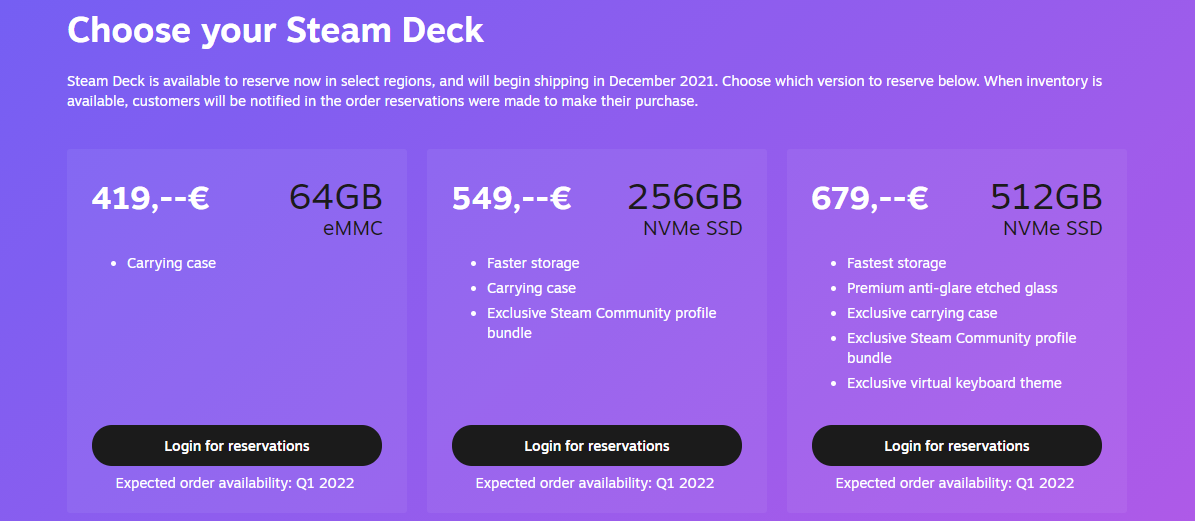 Choose your Steam Deck
Steam Deck is available to reserve now in select regions, and will begin shipping in December 2021. Choose which version to reserve below. When inventory is
available, customers will be notified in the order reservations were made to make their purchase.
419,--€
64GB
eMMC
• Carrying case
Login for reservations
Expected order availability: Q1 2022
549,--€
256GB
NVMe SSD
• Faster storage
• Carrying case
• Exclusive Steam Community profile
bundle
Login for reservations
Expected order availability: Q1 2022
679,--€
512GB
NVMe SSD
• Fastest storage
• Premium anti-glare etched glass
• Exclusive carrying case
• Exclusive Steam Community profile
bundle
• Exclusive virtual keyboard theme
Login for reservations
Expected order availability: Q1 2022